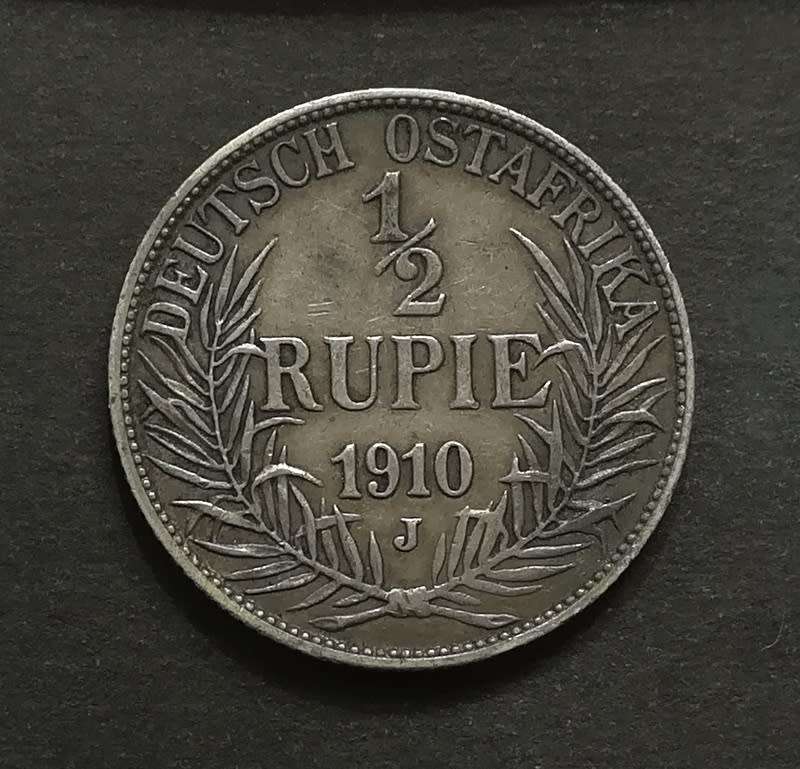 DEUTSCH OSTAFRIKA
1/2
RUPIE
1910
J